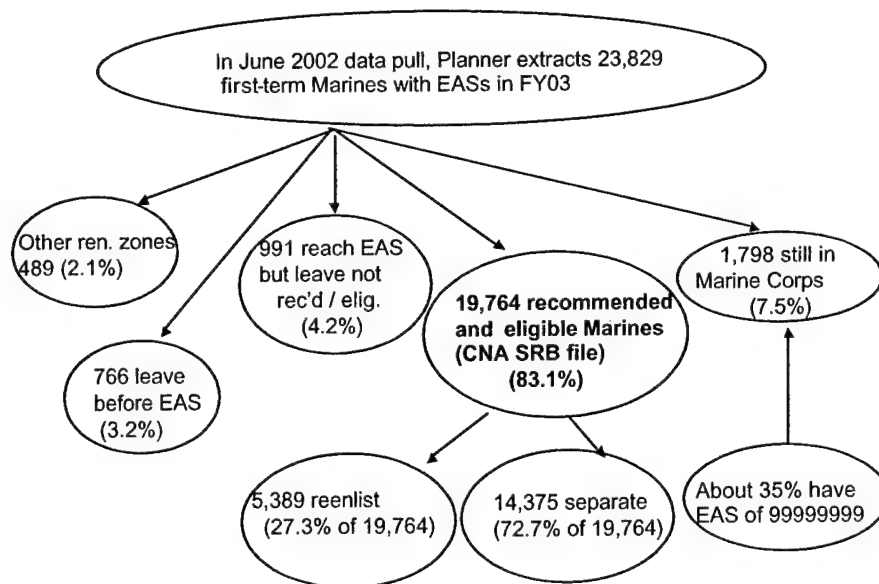 In June 2002 data pull, Planner extracts 23,829
first-term Marines with EASs in FY03
Other ren. zones
489 (2.1%)
991 reach EAS
but leave not
rec'd / elig.
(4.2%)
19,764 recommended
and eligible Marines
(CNA SRB file)
(83.1%)
1,798 still in
Marine Corps
(7.5%)
766 leave
before EAS
(3.2%)
5,389 reenlist
(27.3% of 19,764)
14,375 separate
(72.7% of 19,764)
About 35% have
EAS of 99999999